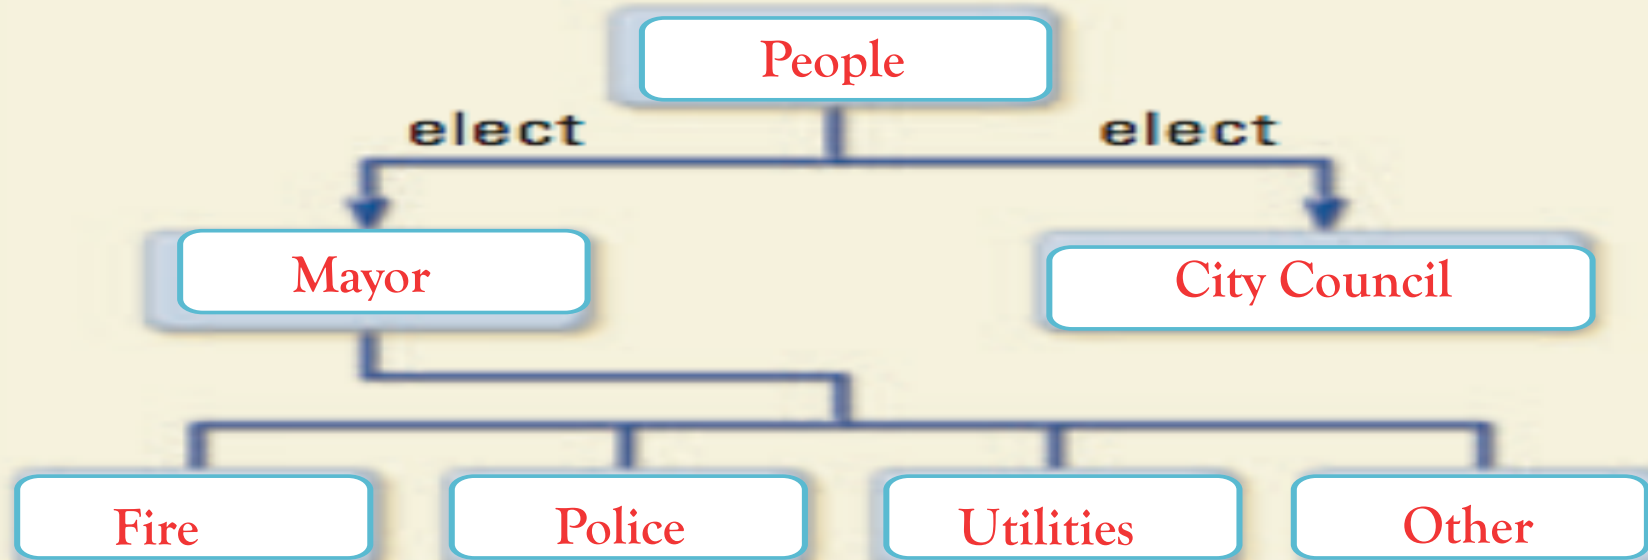 People
elect
elect
Mayor
City Council
Fire
Police
Utilities
Other